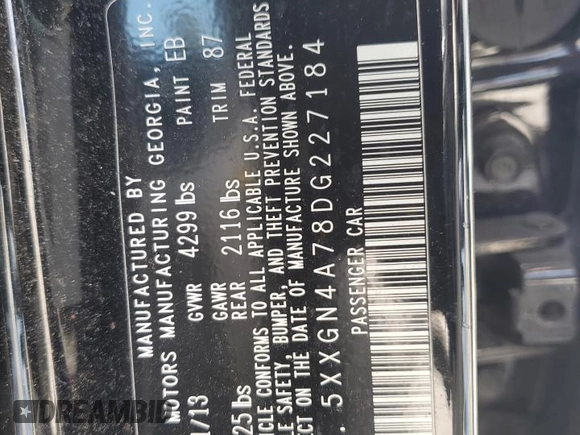 MANUFACTURED BY
MOTORS MANUFACTURING GEORGIA, INC.
/13 GVWR 4299 lbs PAINT EB
25 lbs GAWR REAR 2116 lbs TRIM 87
ICLE CONFORMS TO ALL APPLICABLE U.S.A. FEDERAL
LE SAFETY, BUMPER, AND THEFT PREVENTION STANDARDS
ECT ON THE DATE OF MANUFACTURE SHOWN ABOVE.
5XXGN4A78DG227184
PASSENGER CAR
DREAMBID